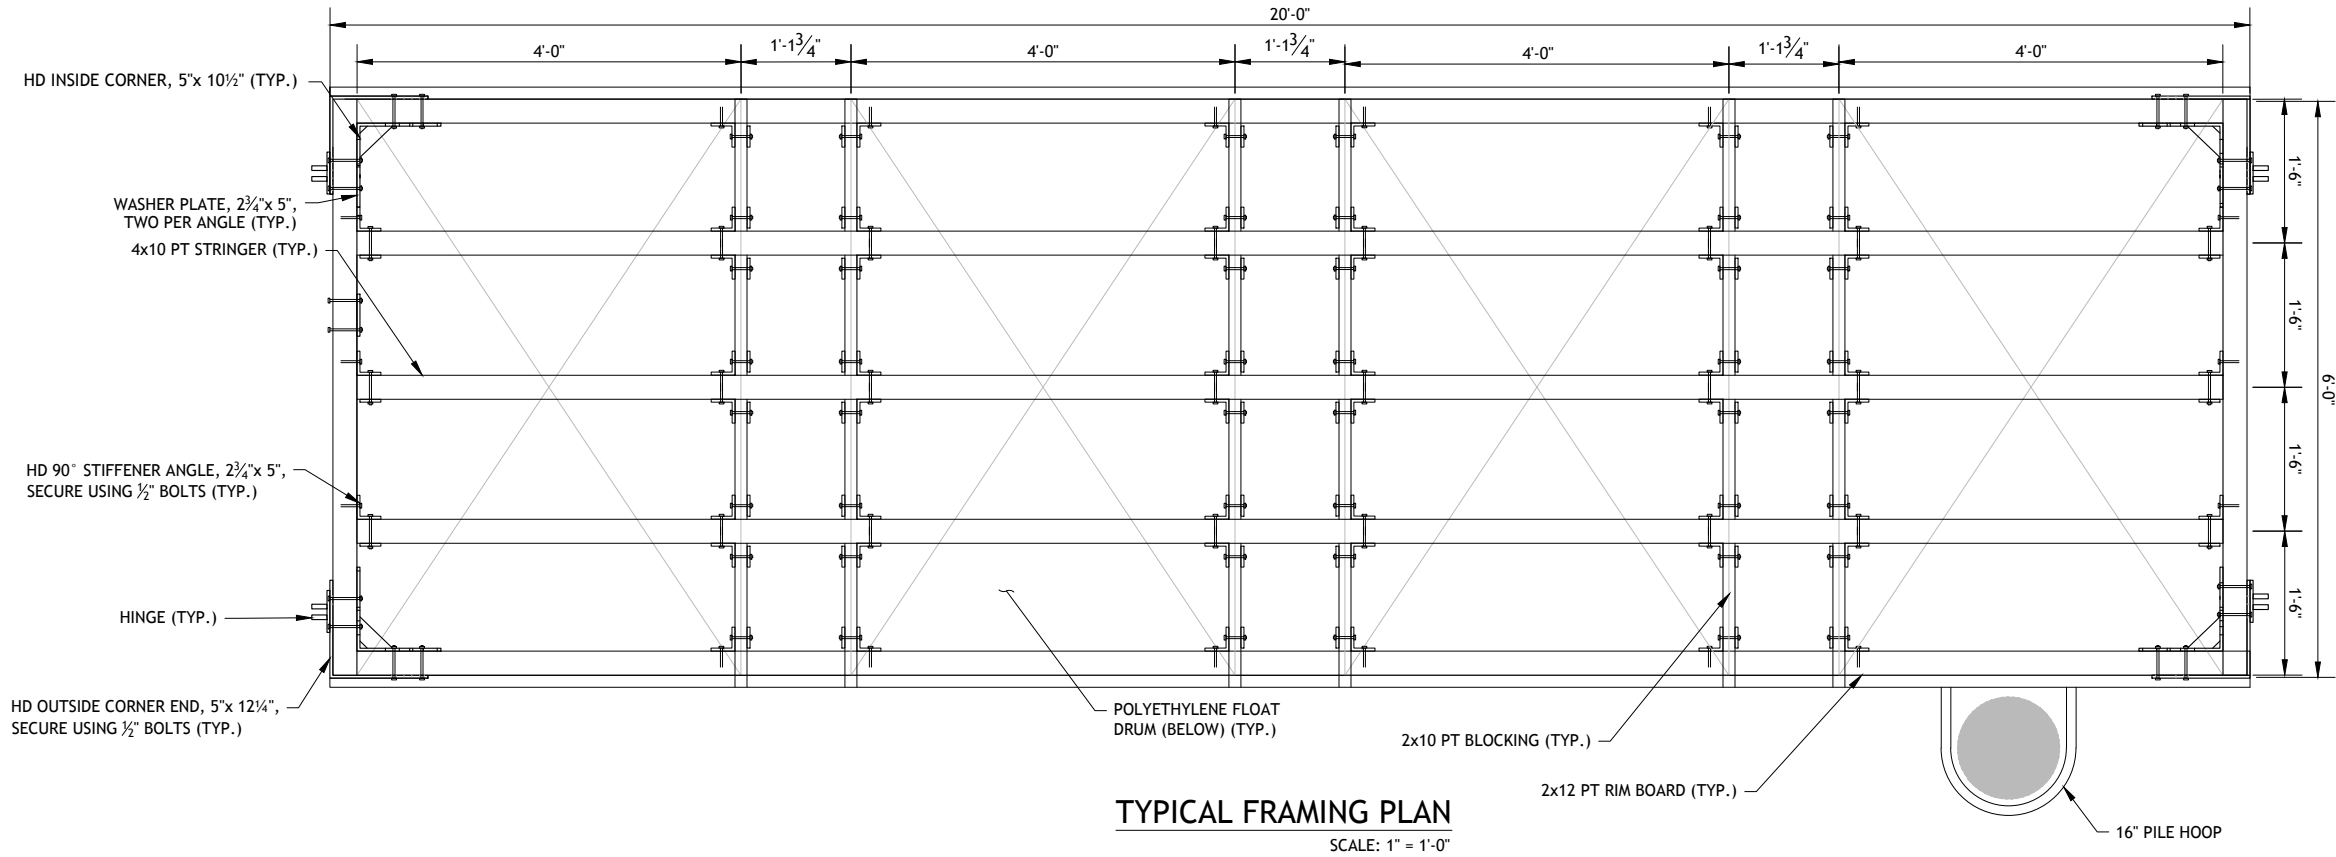 20'-0"
4'-0"
1'-1¾"
4'-0"
1'-1¾"
4'-0"
1'-1¾"
4'-0"
HD INSIDE CORNER, 5"x 10½" (TYP.)
WASHER PLATE, 2¾"x 5",
TWO PER ANGLE (TYP.)
4x10 PT STRINGER (TYP.)
HD 90° STIFFENER ANGLE, 2¾"x 5",
SECURE USING ½" BOLTS (TYP.)
HINGE (TYP.)
HD OUTSIDE CORNER END, 5"x 12¼",
SECURE USING ½" BOLTS (TYP.)
1'-6"
1'-6"
1'-6"
1'-6"
6'-0"
POLYETHYLENE FLOAT
DRUM (BELOW) (TYP.)
2x10 PT BLOCKING (TYP.)
2x12 PT RIM BOARD (TYP.)
16" PILE HOOP
TYPICAL FRAMING PLAN
SCALE: 1" = 1'-0"